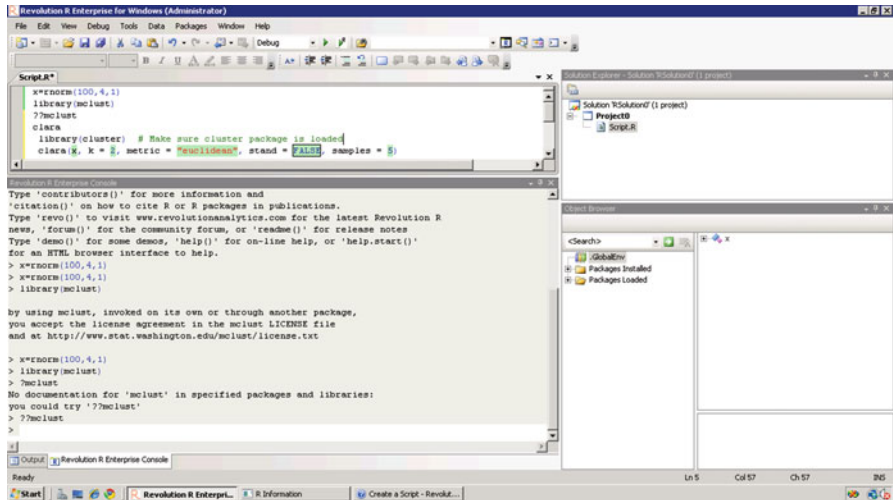 Revolution R Enterprise for Windows (Administrator)
File Edit View Debug Tools Data Packages Window Help
Debug
Script.R*
x=rnorm(100,4,1)
library(mclust)
??mclust
clara
library(cluster) # Make sure cluster package is loaded
clara(x, k = 2, metric = "euclidean", stand = FALSE, samples = 5)
Revolution R Enterprise Console
Type 'contributors()' for more information and
'citation()' on how to cite R or R packages in publications.
Type 'revo()' to visit www.revolutionanalytics.com for the latest Revolution R
news, 'forum()' for the community forum, or 'readme()' for release notes
Type 'demo()' for some demos, 'help()' for on-line help, or 'help.start()'
for an HTML browser interface to help.
> x=rnorm(100,4,1)
> x=rnorm(100,4,1)
> library(mclust)
by using mclust, invoked on its own or through another package,
you accept the license agreement in the mclust LICENSE file
and at http://www.stat.washington.edu/mclust/license.txt
> x=rnorm(100,4,1)
> library(mclust)
> ?mclust
No documentation for 'mclust' in specified packages and libraries:
you could try '??mclust'
> ??mclust
>
Output Revolution R Enterprise Console
Solution Explorer - Solution 'RSolution0' (1 project)
Solution 'RSolution0' (1 project)
Project0
Script.R
Object Browser
<Search>
.GlobalEnv
Packages Installed
Packages Loaded
x
Ready
Ln 5 Col 57 Ch 57 INS
Start
Revolution R Enterpri...
R Information
Create a Script - Revolut...